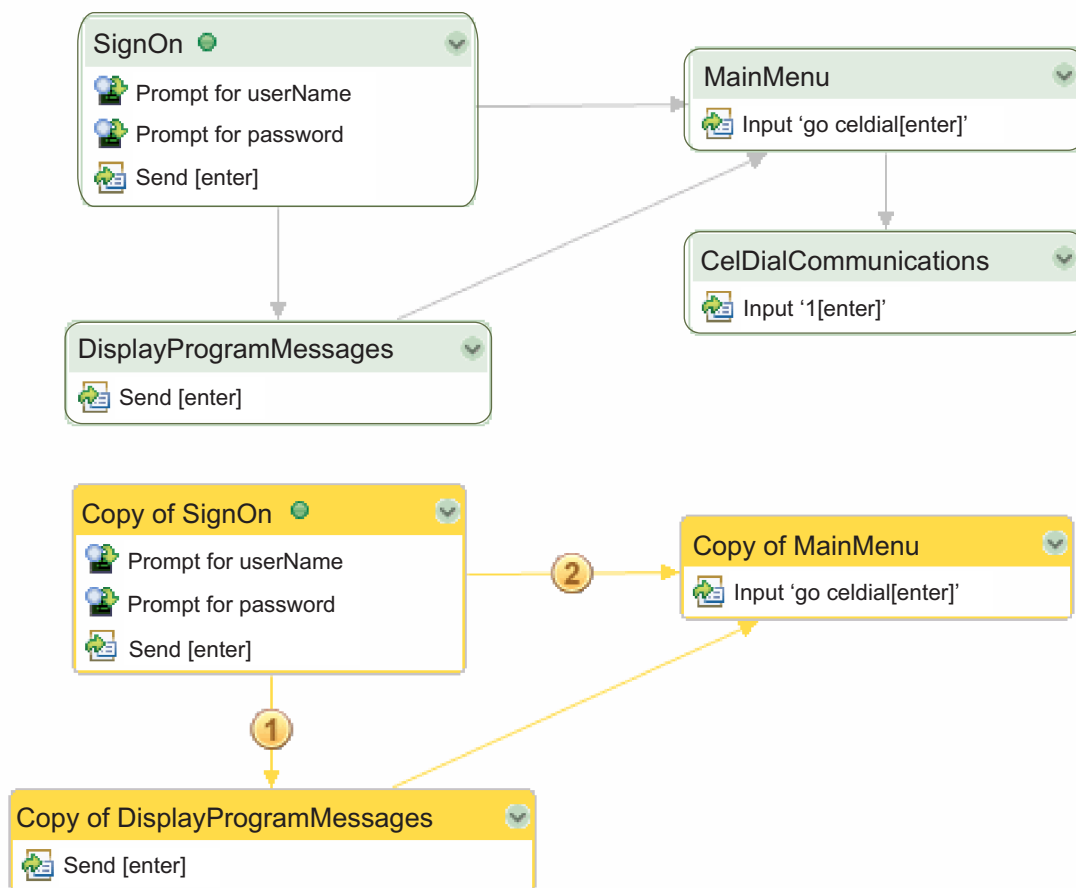 SignOn
Prompt for userName
Prompt for password
Send [enter]
MainMenu
Input ‘go celdial[enter]’
CelDialCommunications
Input ‘1[enter]’
DisplayProgramMessages
Send [enter]
Copy of SignOn
Prompt for userName
Prompt for password
Send [enter]
2
Copy of MainMenu
Input ‘go celdial[enter]’
1
Copy of DisplayProgramMessages
Send [enter]